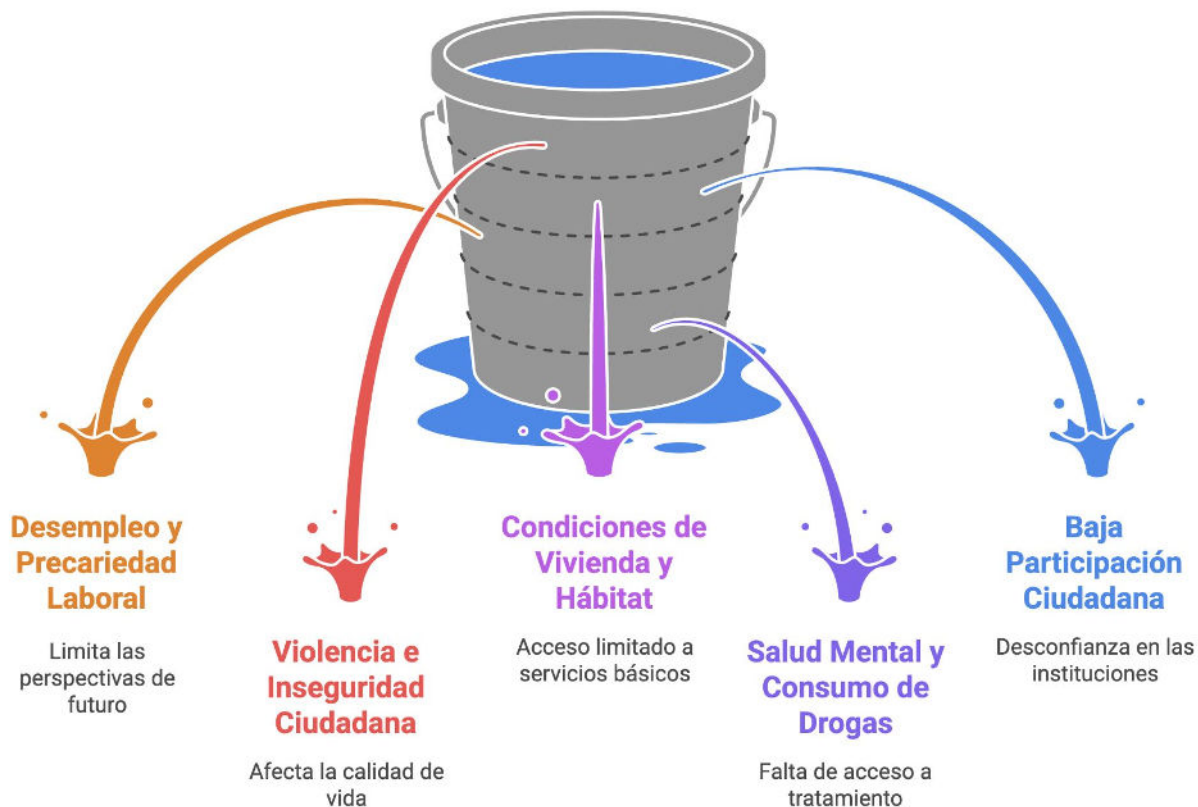 Desempleo y
Precariedad
Laboral
Limita las
perspectivas de
futuro
Violencia e
Inseguridad
Ciudadana
Afecta la calidad de
vida
Condiciones de
Vivienda y
Hábitat
Acceso limitado a
servicios básicos
Salud Mental y
Consumo de
Drogas
Falta de acceso a
tratamiento
Baja
Participación
Ciudadana
Desconfianza en las
instituciones